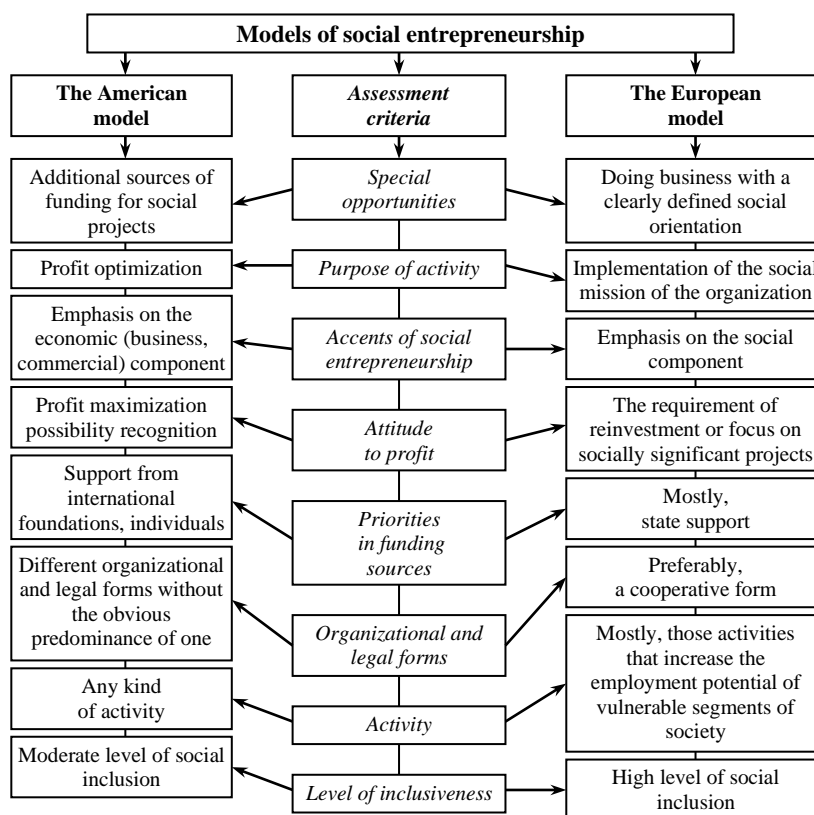 Models of social entrepreneurship
The American
model
Assessment
criteria
The European
model
Additional sources of
funding for social
projects
Special
opportunities
Doing business with a
clearly defined social
orientation
Profit optimization
Purpose of activity
Implementation of the social
mission of the organization
Emphasis on the
economic (business,
commercial) component
Accents of social
entrepreneurship
Emphasis on the social
component
Profit maximization
possibility recognition
Attitude
to profit
The requirement of
reinvestment or focus on
socially significant projects
Support from
international
foundations, individuals
Priorities
in funding
sources
Mostly,
state support
Different organizational
and legal forms without
the obvious
predominance of one
Organizational and
legal forms
Preferably,
a cooperative form
Any kind
of activity
Activity
Mostly, those activities
that increase the
employment potential of
vulnerable segments of
society
Moderate level of social
inclusion
Level of inclusiveness
High level of social
inclusion